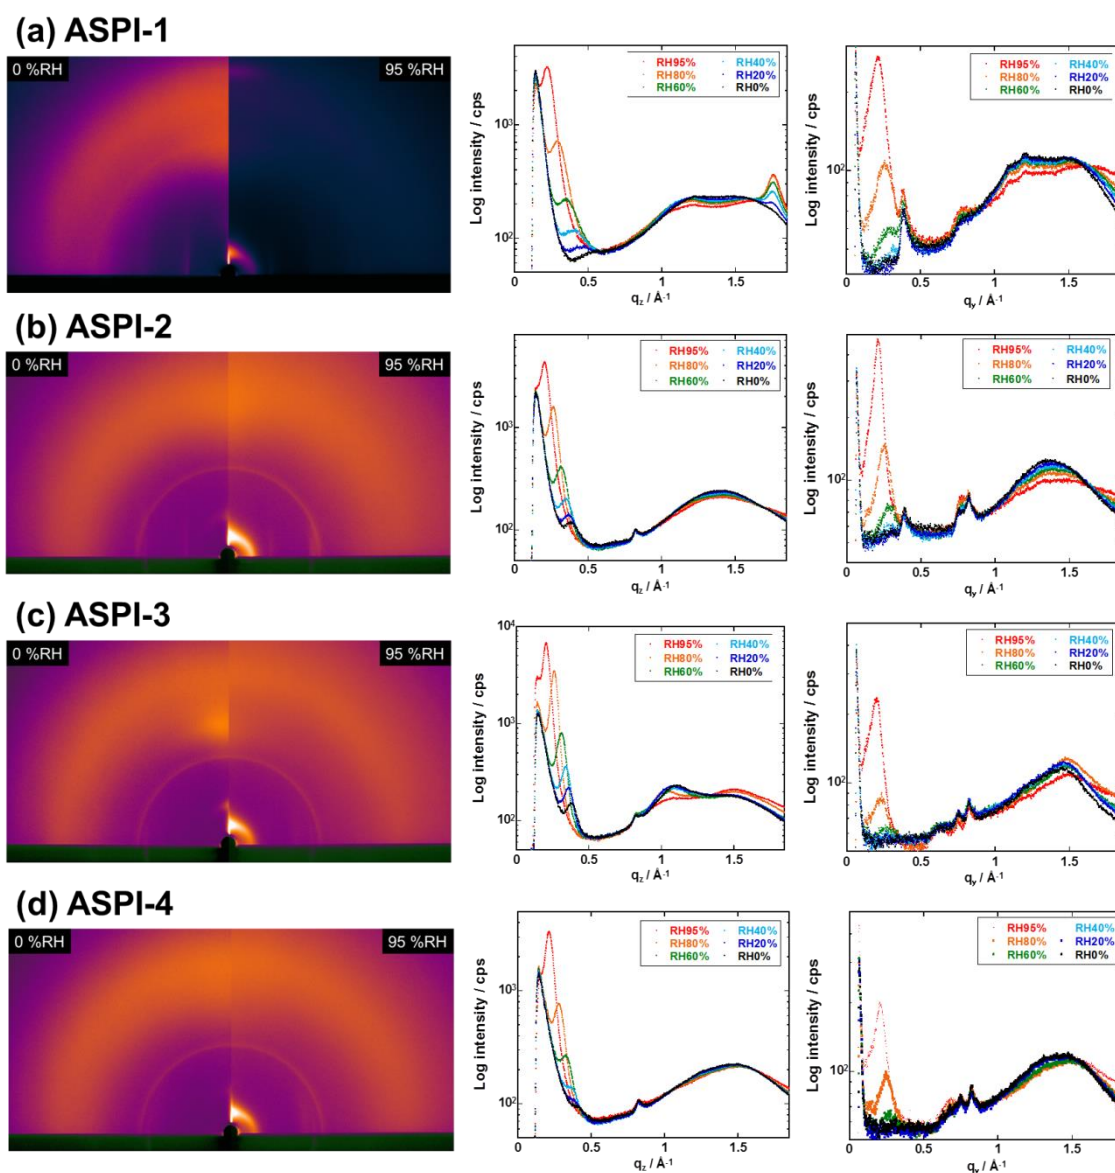 (a) ASPI-1
0 %RH
95 %RH
Log intensity / cps
10³
10²
RH95%
RH40%
RH80%
RH20%
RH60%
RH0%
0
0.5
1
1.5
q_z / Å⁻¹
Log intensity / cps
10²
RH95%
RH40%
RH80%
RH20%
RH60%
RH0%
0
0.5
1
1.5
q_y / Å⁻¹
(b) ASPI-2
0 %RH
95 %RH
Log intensity / cps
10³
10²
RH95%
RH40%
RH80%
RH20%
RH60%
RH0%
0
0.5
1
1.5
q_z / Å⁻¹
Log intensity / cps
10²
RH95%
RH40%
RH80%
RH20%
RH60%
RH0%
0
0.5
1
1.5
q_y / Å⁻¹
(c) ASPI-3
0 %RH
95 %RH
Log intensity / cps
10⁴
10³
10²
RH95%
RH40%
RH80%
RH20%
RH60%
RH0%
0
0.5
1
1.5
q_z / Å⁻¹
Log intensity / cps
10²
RH95%
RH40%
RH80%
RH20%
RH60%
RH0%
0
0.5
1
1.5
q_y / Å⁻¹
(d) ASPI-4
0 %RH
95 %RH
Log intensity / cps
10³
10²
RH95%
RH40%
RH80%
RH20%
RH60%
RH0%
0
0.5
1
1.5
q_z / Å⁻¹
Log intensity / cps
10²
RH95%
RH40%
RH80%
RH20%
RH60%
RH0%
0
0.5
1
1.5
q_y / Å⁻¹